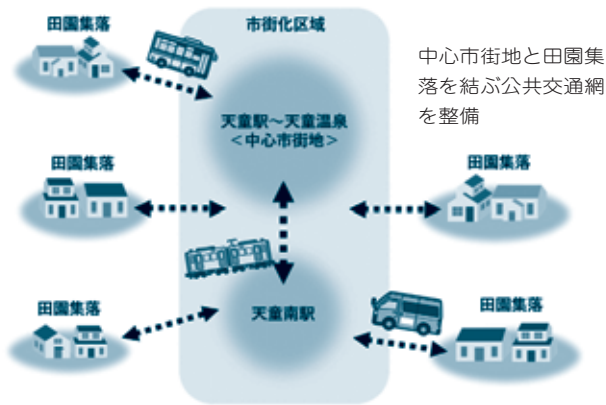 田園集落
市街化区域
中心市街地と田園集
落を結ぶ公共交通網
を整備
天童駅～天童温泉
＜中心市街地＞
田園集落
田園集落
田園集落
天童南駅
田園集落